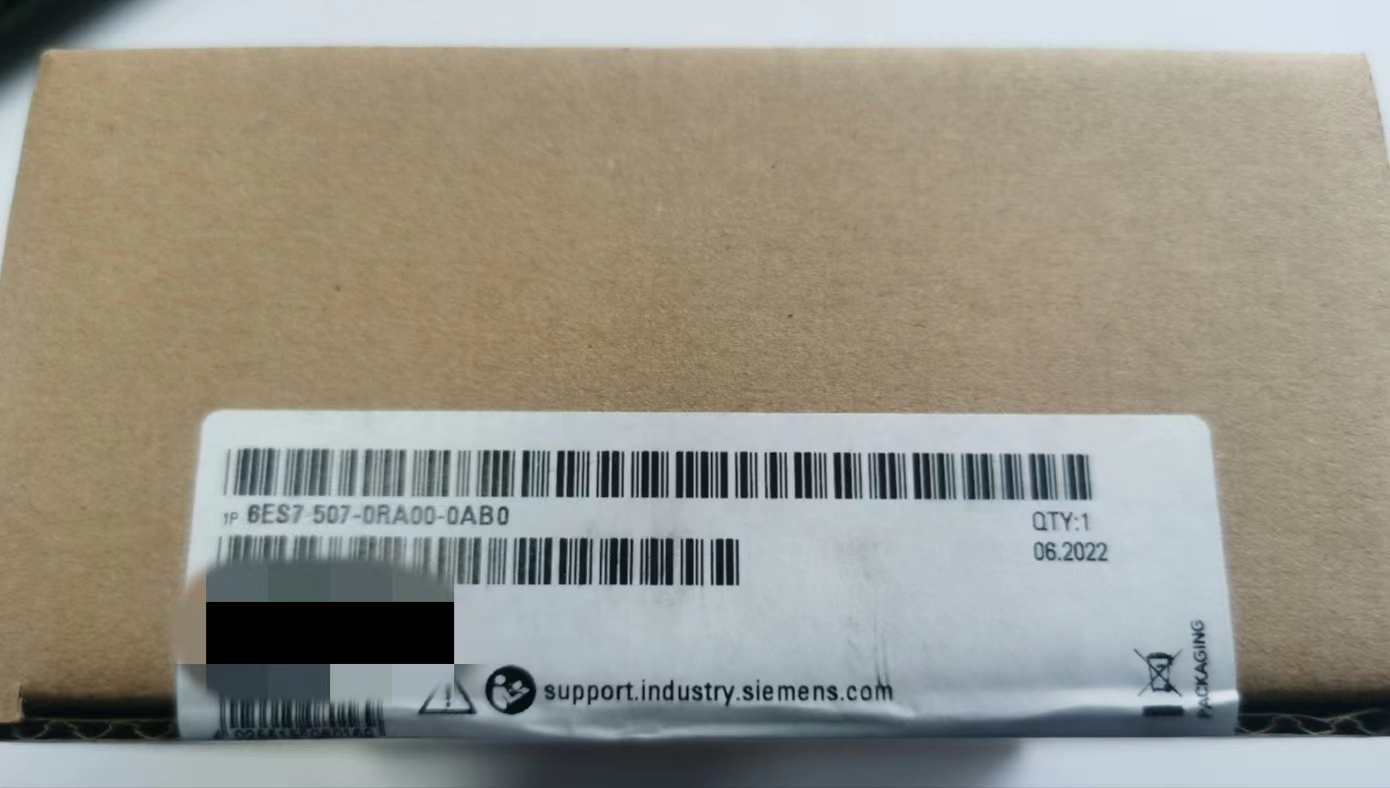 1P 6ES7 507-0RA00-0AB0
QTY:1
06.2022
support.industry.siemens.com
PACKAGING